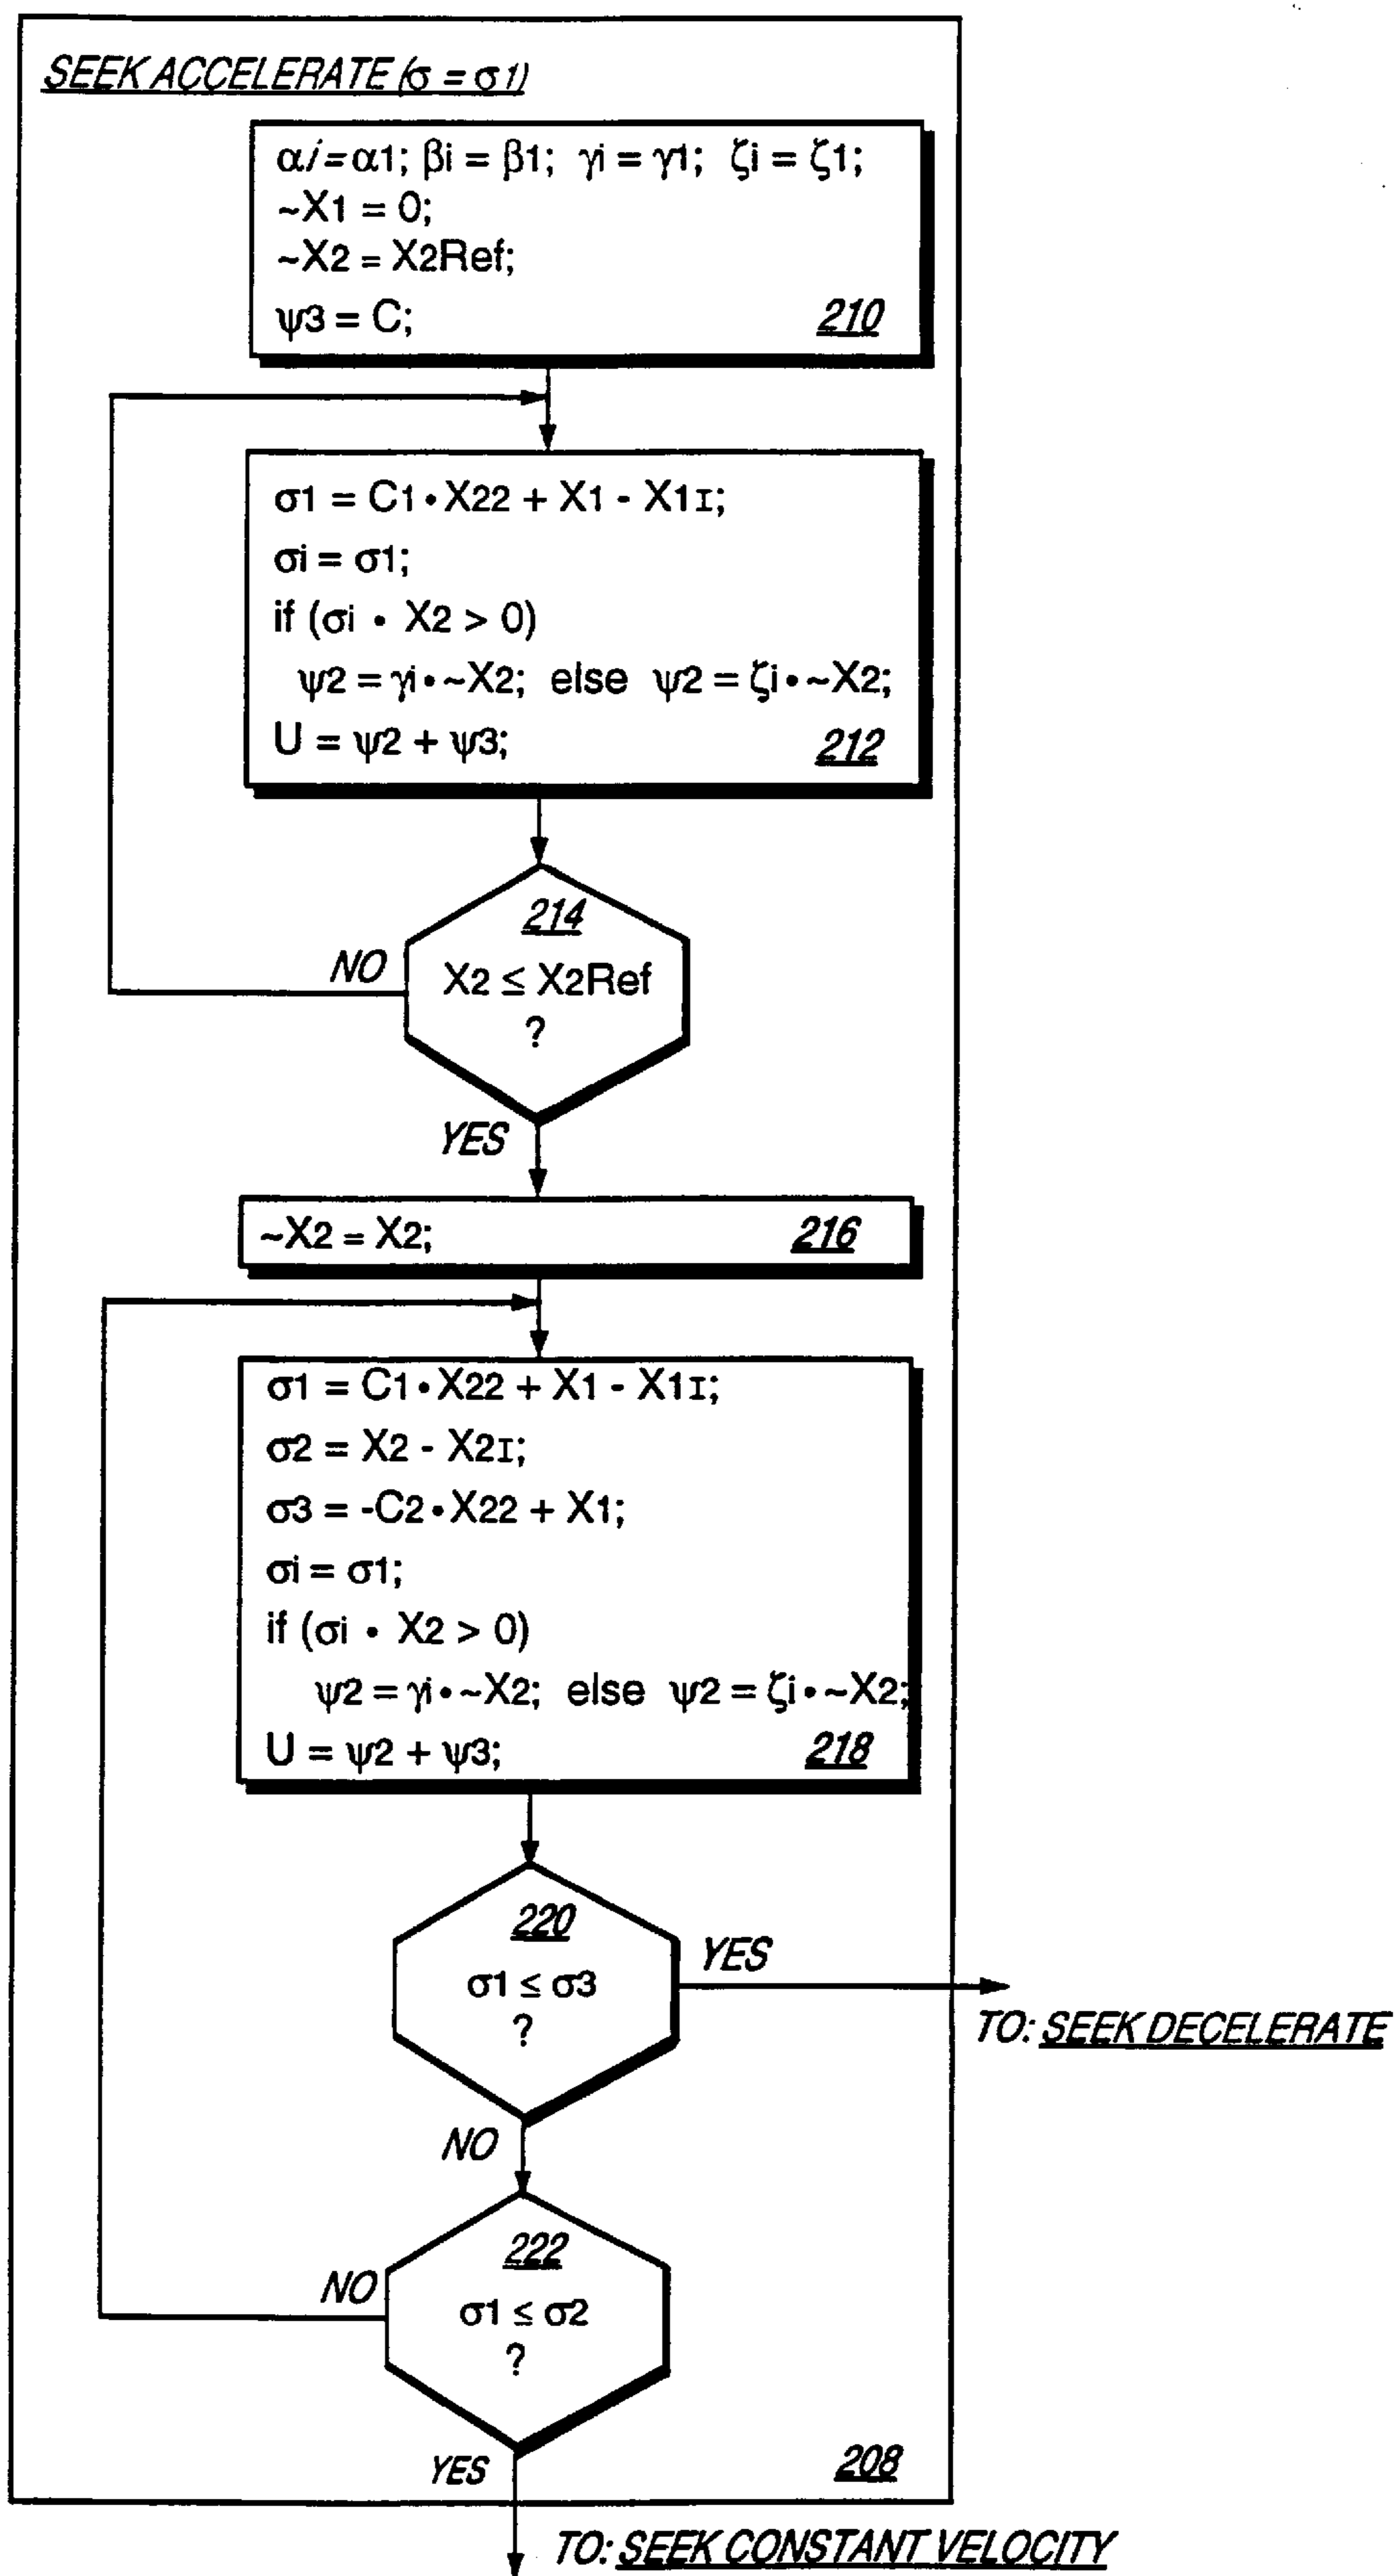 SEEK ACCELERATE (σ = σ1)
αi=α1; βi = β1; γi = γ1; ζi = ζ1;
~X1 = 0;
~X2 = X2Ref;
ψ3 = C; 210
σ1 = C1•X22 + X1 - X1I;
σi = σ1;
if (σi • X2 > 0)
ψ2 = γi•~X2; else ψ2 = ζi•~X2;
U = ψ2 + ψ3; 212
214
NO
X2 ≤ X2Ref
?
YES
~X2 = X2; 216
σ1 = C1•X22 + X1 - X1I;
σ2 = X2 - X2I;
σ3 = -C2•X22 + X1;
σi = σ1;
if (σi • X2 > 0)
ψ2 = γi•~X2; else ψ2 = ζi•~X2;
U = ψ2 + ψ3; 218
220
YES
σ1 ≤ σ3
?
TO: SEEK DECELERATE
NO
222
NO
σ1 ≤ σ2
?
YES
208
TO: SEEK CONSTANT VELOCITY